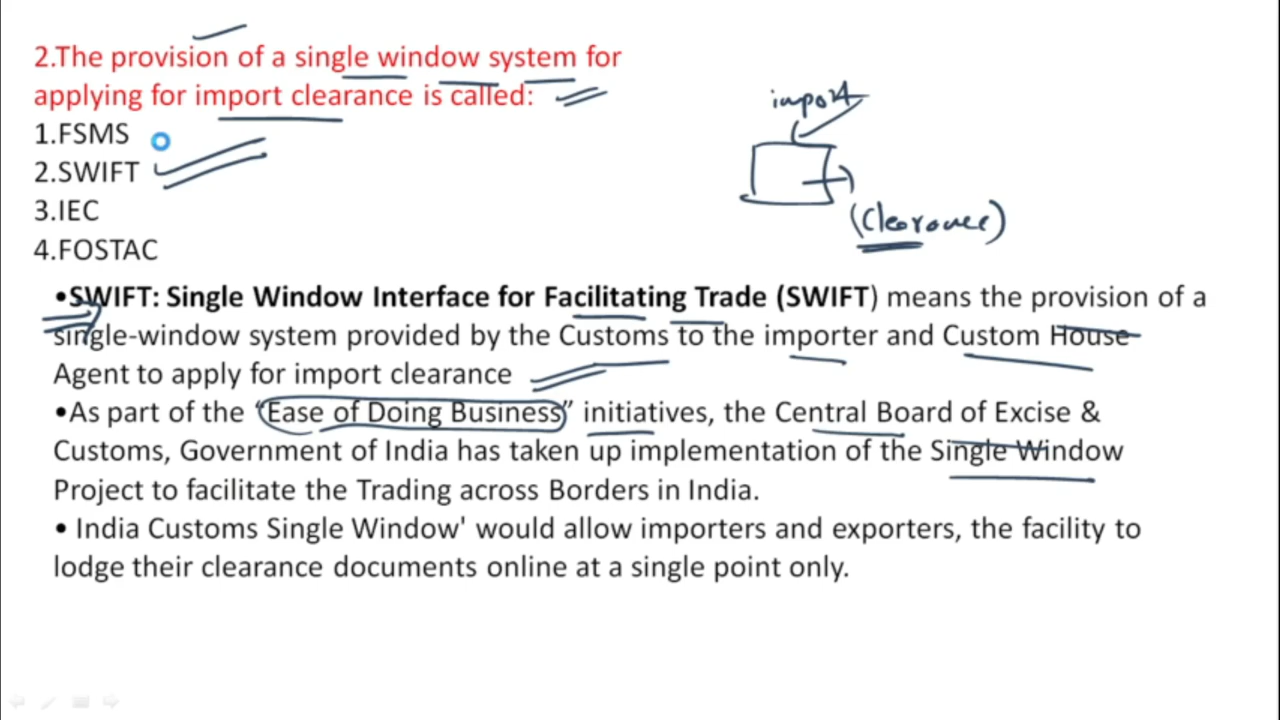 2.The provision of a single window system for
applying for import clearance is called:
1.FSMS
2.SWIFT
3.IEC
4.FOSTAC
import
(Clearance)
•SWIFT: Single Window Interface for Facilitating Trade (SWIFT) means the provision of a
single-window system provided by the Customs to the importer and Custom House
Agent to apply for import clearance
•As part of the “Ease of Doing Business” initiatives, the Central Board of Excise &
Customs, Government of India has taken up implementation of the Single Window
Project to facilitate the Trading across Borders in India.
• India Customs Single Window' would allow importers and exporters, the facility to
lodge their clearance documents online at a single point only.